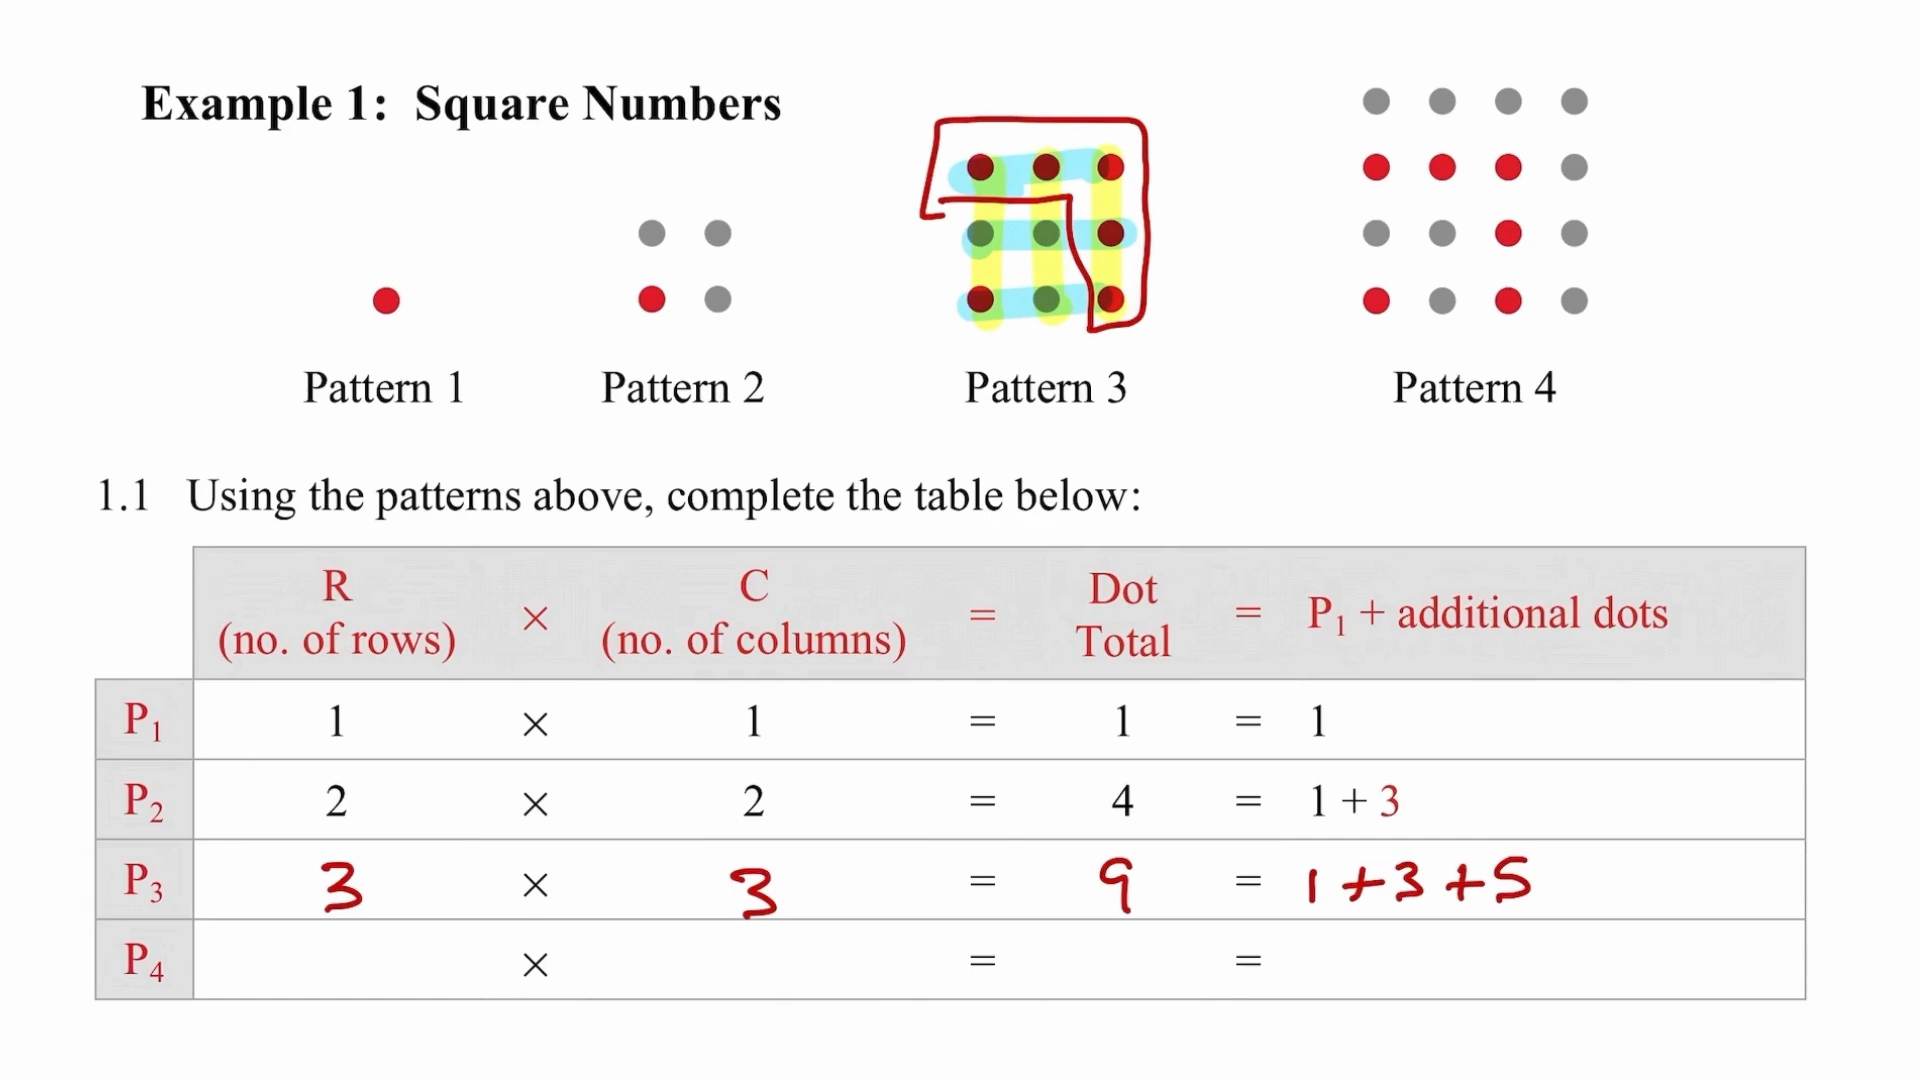 Example 1: Square Numbers
Pattern 1 Pattern 2 Pattern 3 Pattern 4
1.1 Using the patterns above, complete the table below:
R (no. of rows) × C (no. of columns) = Dot Total = P₁ + additional dots
P₁ 1 × 1 = 1 = 1
P₂ 2 × 2 = 4 = 1 + 3
P₃ 3 × 3 = 9 = 1 + 3 + 5
P₄ × = =